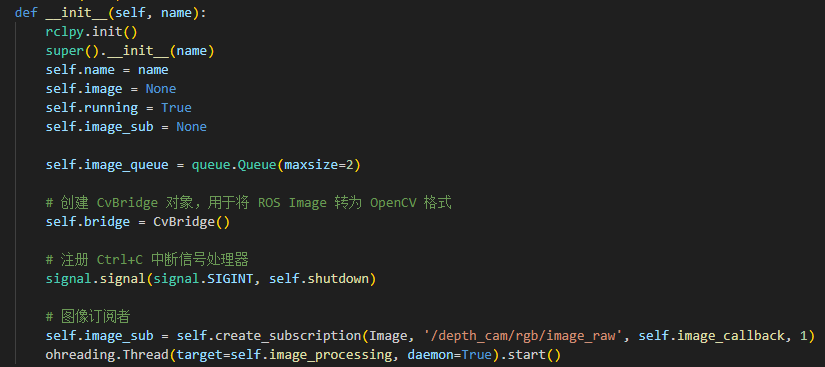 def __init__(self, name):
    rclpy.init()
    super().__init__(name)
    self.name = name
    self.image = None
    self.running = True
    self.image_sub = None

    self.image_queue = queue.Queue(maxsize=2)

    # 创建 CvBridge 对象，用于将 ROS Image 转为 OpenCV 格式
    self.bridge = CvBridge()

    # 注册 Ctrl+C 中断信号处理器
    signal.signal(signal.SIGINT, self.shutdown)

    # 图像订阅者
    self.image_sub = self.create_subscription(Image, '/depth_cam/rgb/image_raw', self.image_callback, 1)
    ohreading.Thread(target=self.image_processing, daemon=True).start()